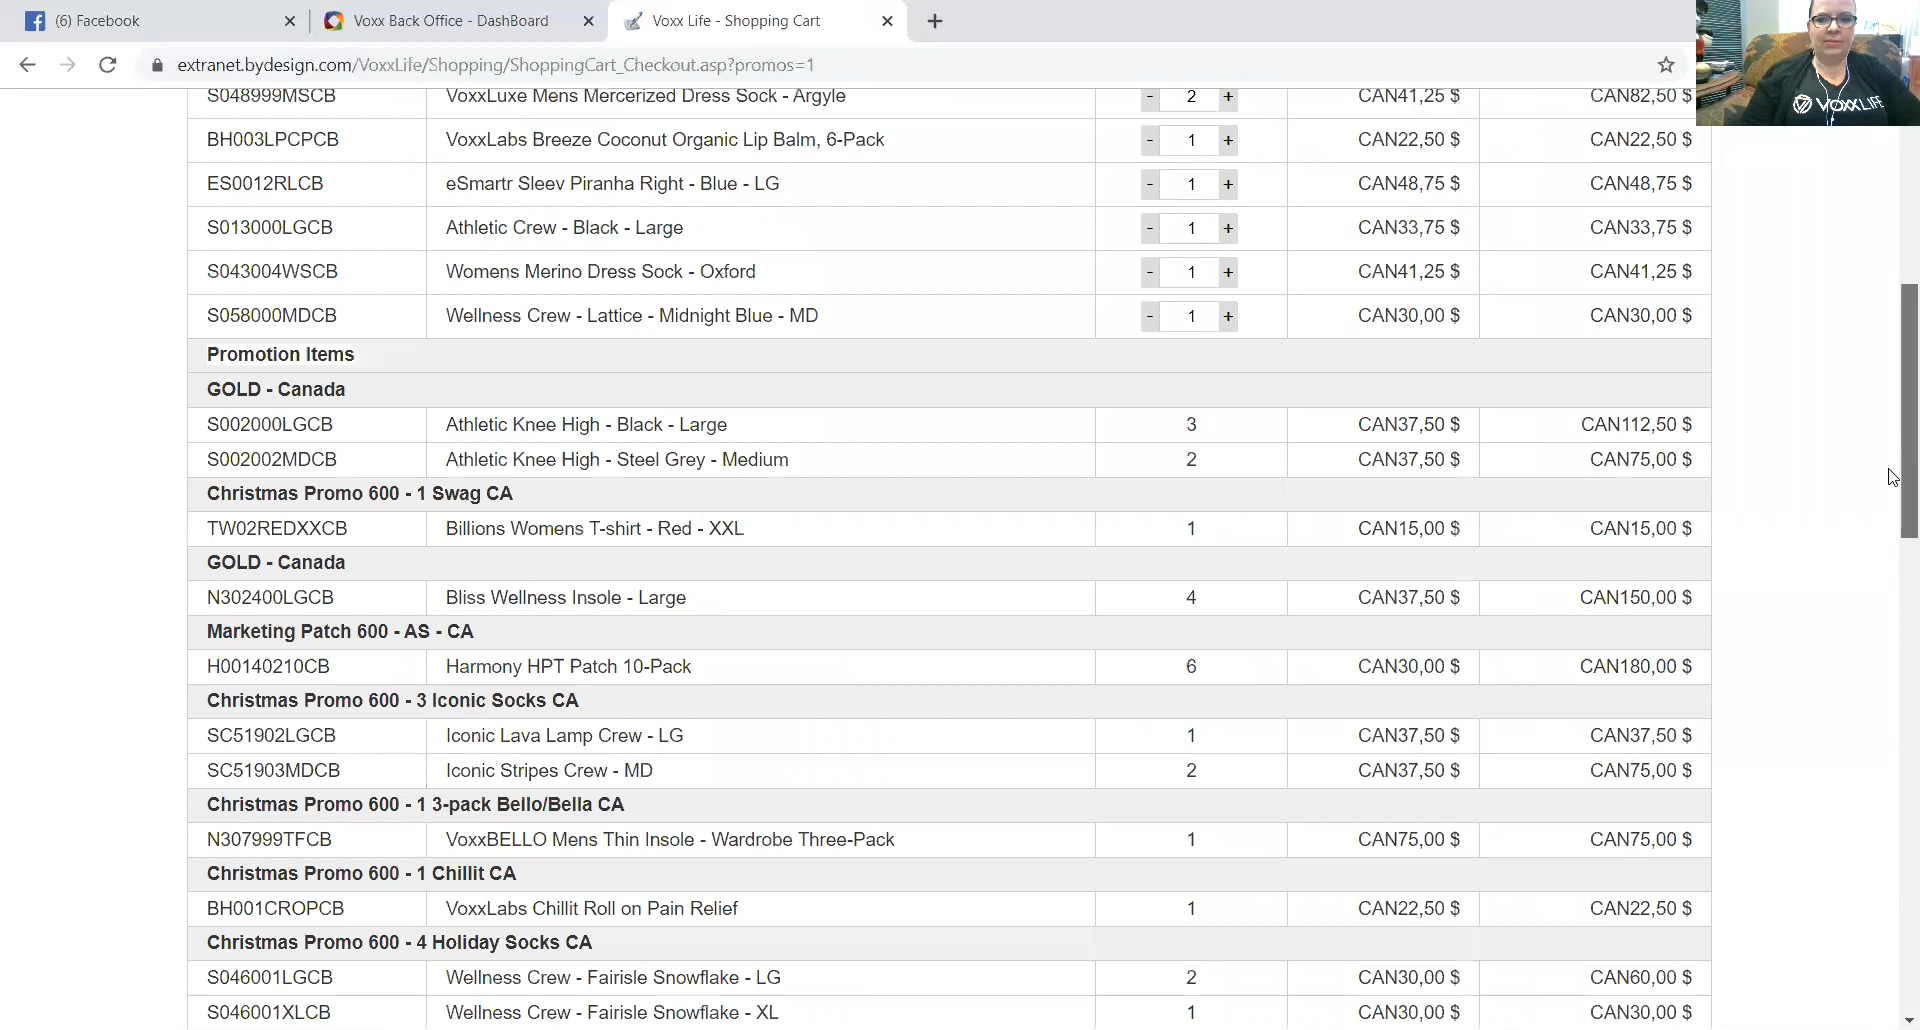 (6) Facebook Voxx Back Office - DashBoard Voxx Life - Shopping Cart
extranet.bydesign.com/VoxxLife/Shopping/ShoppingCart_Checkout.asp?promos=1
VOXXLIFE
S048999MSCB VoxxLuxe Mens Mercerized Dress Sock - Argyle - 2 + CAN41,25 $ CAN82,50 $
BH003LPCPCB VoxxLabs Breeze Coconut Organic Lip Balm, 6-Pack - 1 + CAN22,50 $ CAN22,50 $
ES0012RLCB eSmartr Sleev Piranha Right - Blue - LG - 1 + CAN48,75 $ CAN48,75 $
S013000LGCB Athletic Crew - Black - Large - 1 + CAN33,75 $ CAN33,75 $
S043004WSCB Womens Merino Dress Sock - Oxford - 1 + CAN41,25 $ CAN41,25 $
S058000MDCB Wellness Crew - Lattice - Midnight Blue - MD - 1 + CAN30,00 $ CAN30,00 $
Promotion Items
GOLD - Canada
S002000LGCB Athletic Knee High - Black - Large 3 CAN37,50 $ CAN112,50 $
S002002MDCB Athletic Knee High - Steel Grey - Medium 2 CAN37,50 $ CAN75,00 $
Christmas Promo 600 - 1 Swag CA
TW02REDXXCB Billions Womens T-shirt - Red - XXL 1 CAN15,00 $ CAN15,00 $
GOLD - Canada
N302400LGCB Bliss Wellness Insole - Large 4 CAN37,50 $ CAN150,00 $
Marketing Patch 600 - AS - CA
H00140210CB Harmony HPT Patch 10-Pack 6 CAN30,00 $ CAN180,00 $
Christmas Promo 600 - 3 Iconic Socks CA
SC51902LGCB Iconic Lava Lamp Crew - LG 1 CAN37,50 $ CAN37,50 $
SC51903MDCB Iconic Stripes Crew - MD 2 CAN37,50 $ CAN75,00 $
Christmas Promo 600 - 1 3-pack Bello/Bella CA
N307999TFCB VoxxBELLO Mens Thin Insole - Wardrobe Three-Pack 1 CAN75,00 $ CAN75,00 $
Christmas Promo 600 - 1 Chillit CA
BH001CROPCB VoxxLabs Chillit Roll on Pain Relief 1 CAN22,50 $ CAN22,50 $
Christmas Promo 600 - 4 Holiday Socks CA
S046001LGCB Wellness Crew - Fairisle Snowflake - LG 2 CAN30,00 $ CAN60,00 $
S046001XLCB Wellness Crew - Fairisle Snowflake - XL 1 CAN30,00 $ CAN30,00 $